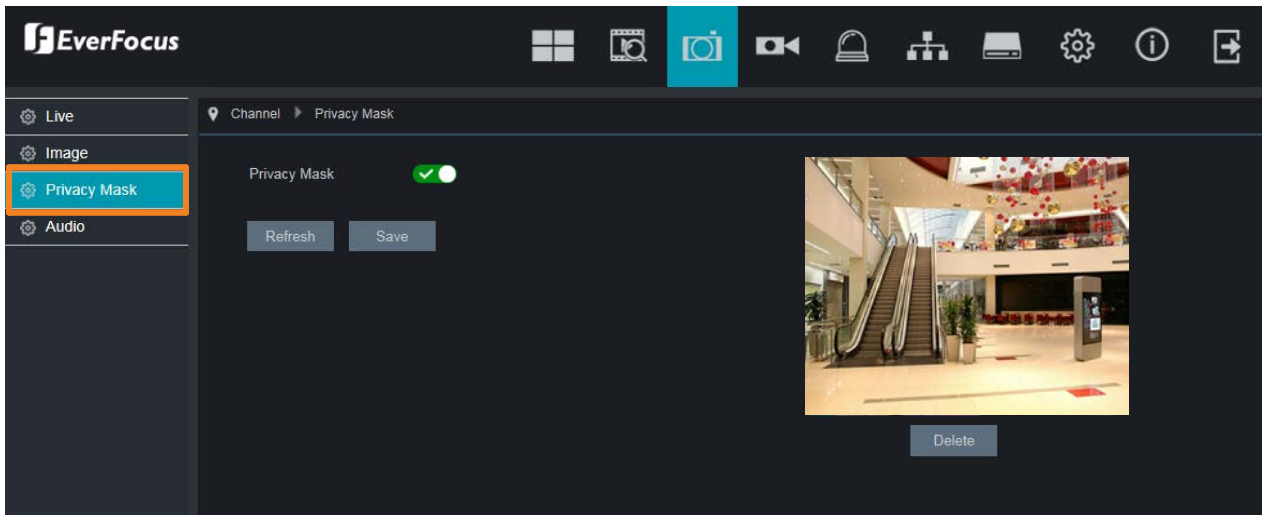 EverFocus
Live
Channel Privacy Mask
Image
Privacy Mask
Privacy Mask
Audio
Refresh
Save
Delete